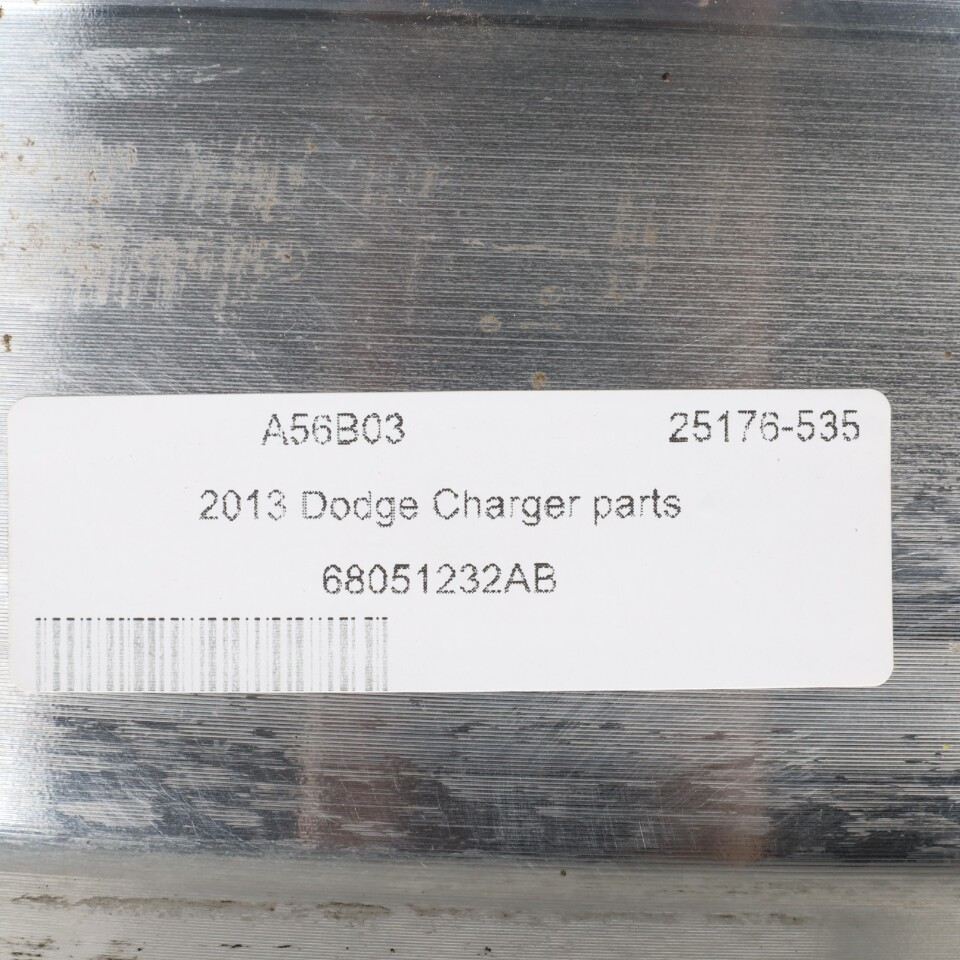 A56B03 25176-535
2013 Dodge Charger parts
68051232AB